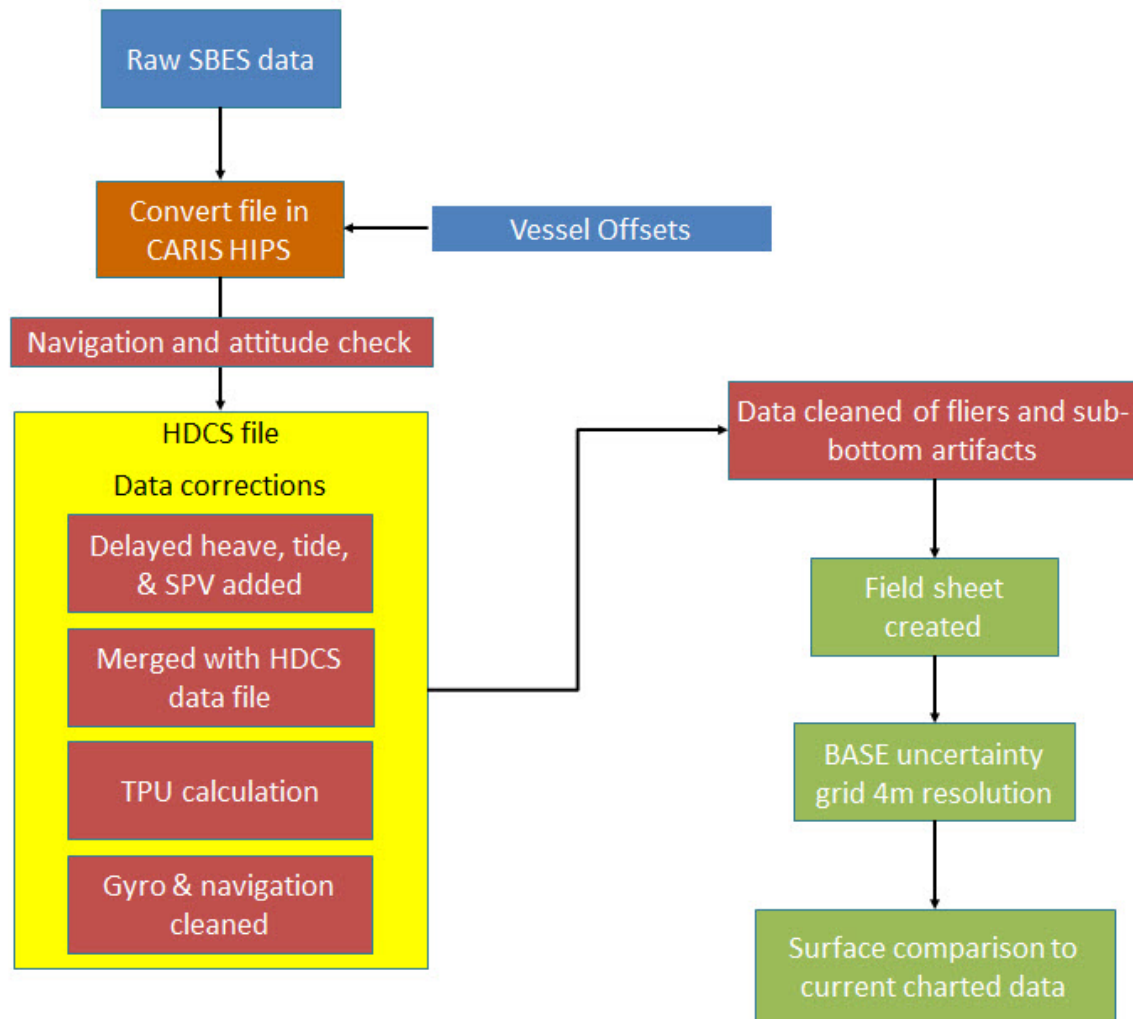 Raw SBES data
Convert file in
CARIS HIPS
Vessel Offsets
Navigation and attitude check
HDCS file
Data corrections
Delayed heave, tide,
& SPV added
Merged with HDCS
data file
TPU calculation
Gyro & navigation
cleaned
Data cleaned of fliers and sub-
bottom artifacts
Field sheet
created
BASE uncertainty
grid 4m resolution
Surface comparison to
current charted data